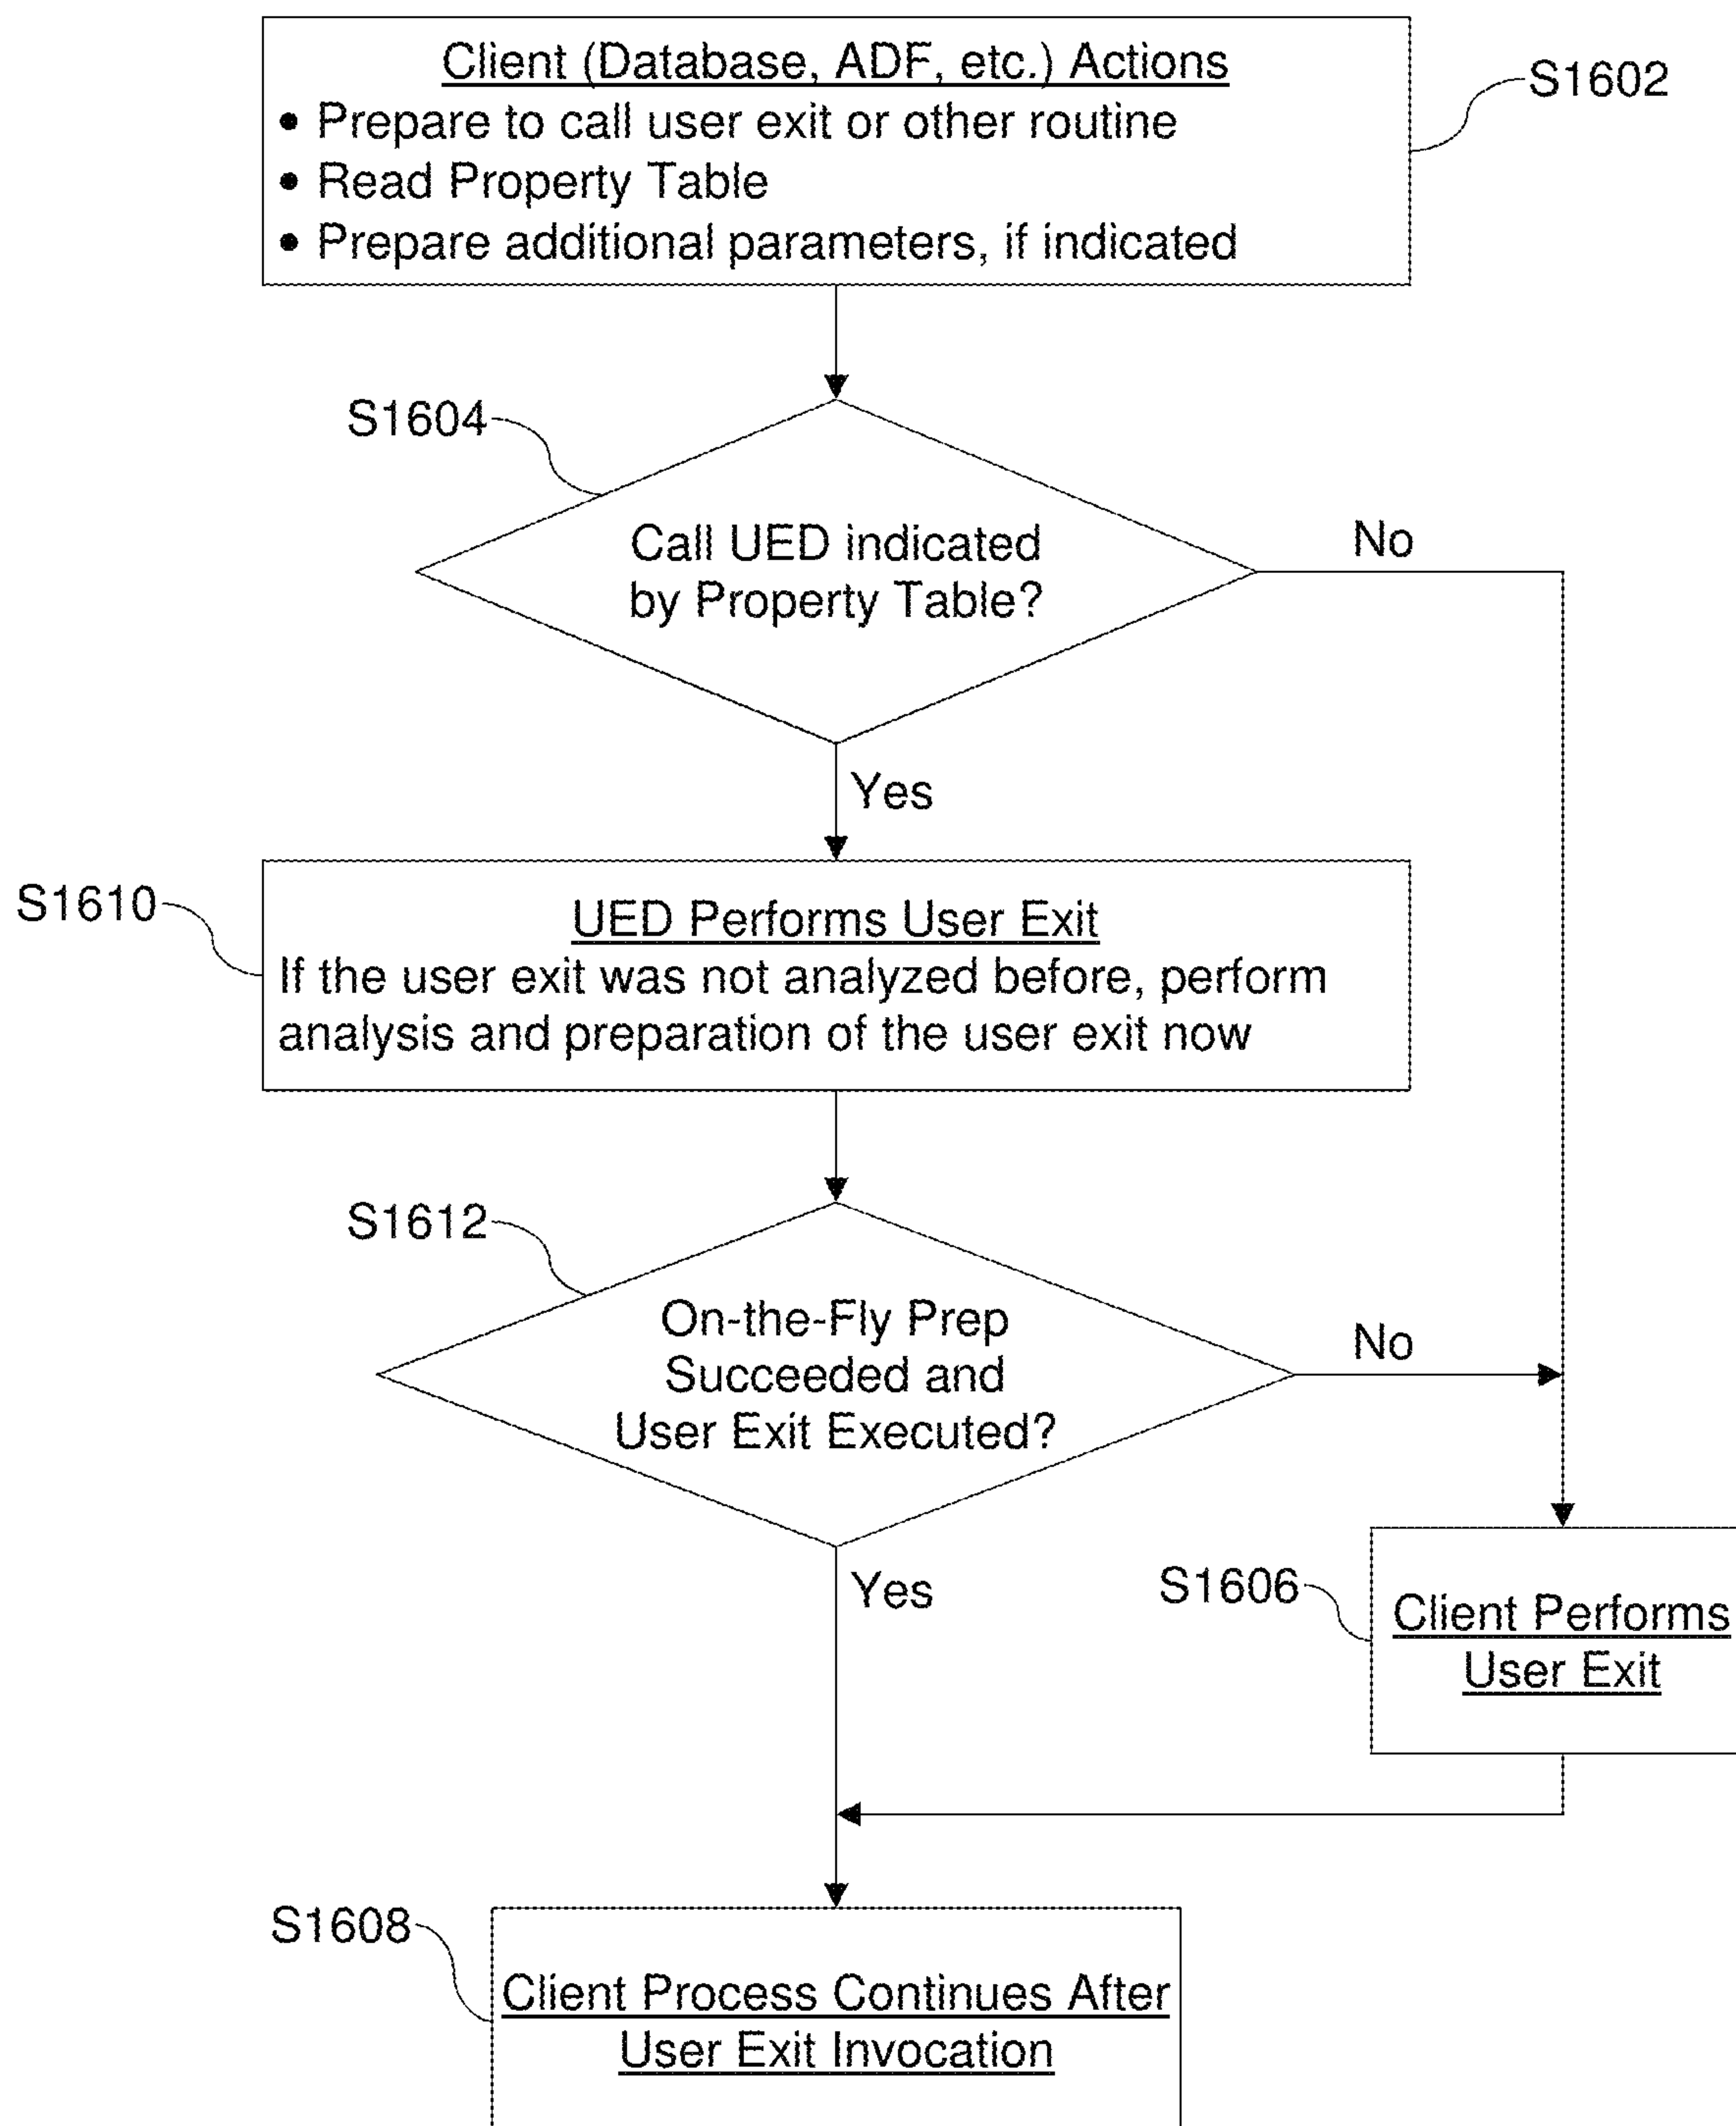 Client (Database, ADF, etc.) Actions
• Prepare to call user exit or other routine
• Read Property Table
• Prepare additional parameters, if indicated
S1602
S1604
Call UED indicated
by Property Table?
No
Yes
S1610
UED Performs User Exit
If the user exit was not analyzed before, perform
analysis and preparation of the user exit now
S1612
On-the-Fly Prep
Succeeded and
User Exit Executed?
No
Yes
S1606
Client Performs
User Exit
S1608
Client Process Continues After
User Exit Invocation